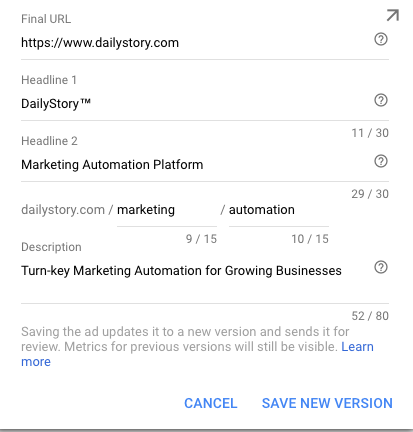 Final URL
https://www.dailystory.com
Headline 1
DailyStory™
11 / 30
Headline 2
Marketing Automation Platform
29 / 30
dailystory.com / marketing / automation
9 / 15 10 / 15
Description
Turn-key Marketing Automation for Growing Businesses
52 / 80
Saving the ad updates it to a new version and sends it for
review. Metrics for previous versions will still be visible. Learn
more
CANCEL SAVE NEW VERSION